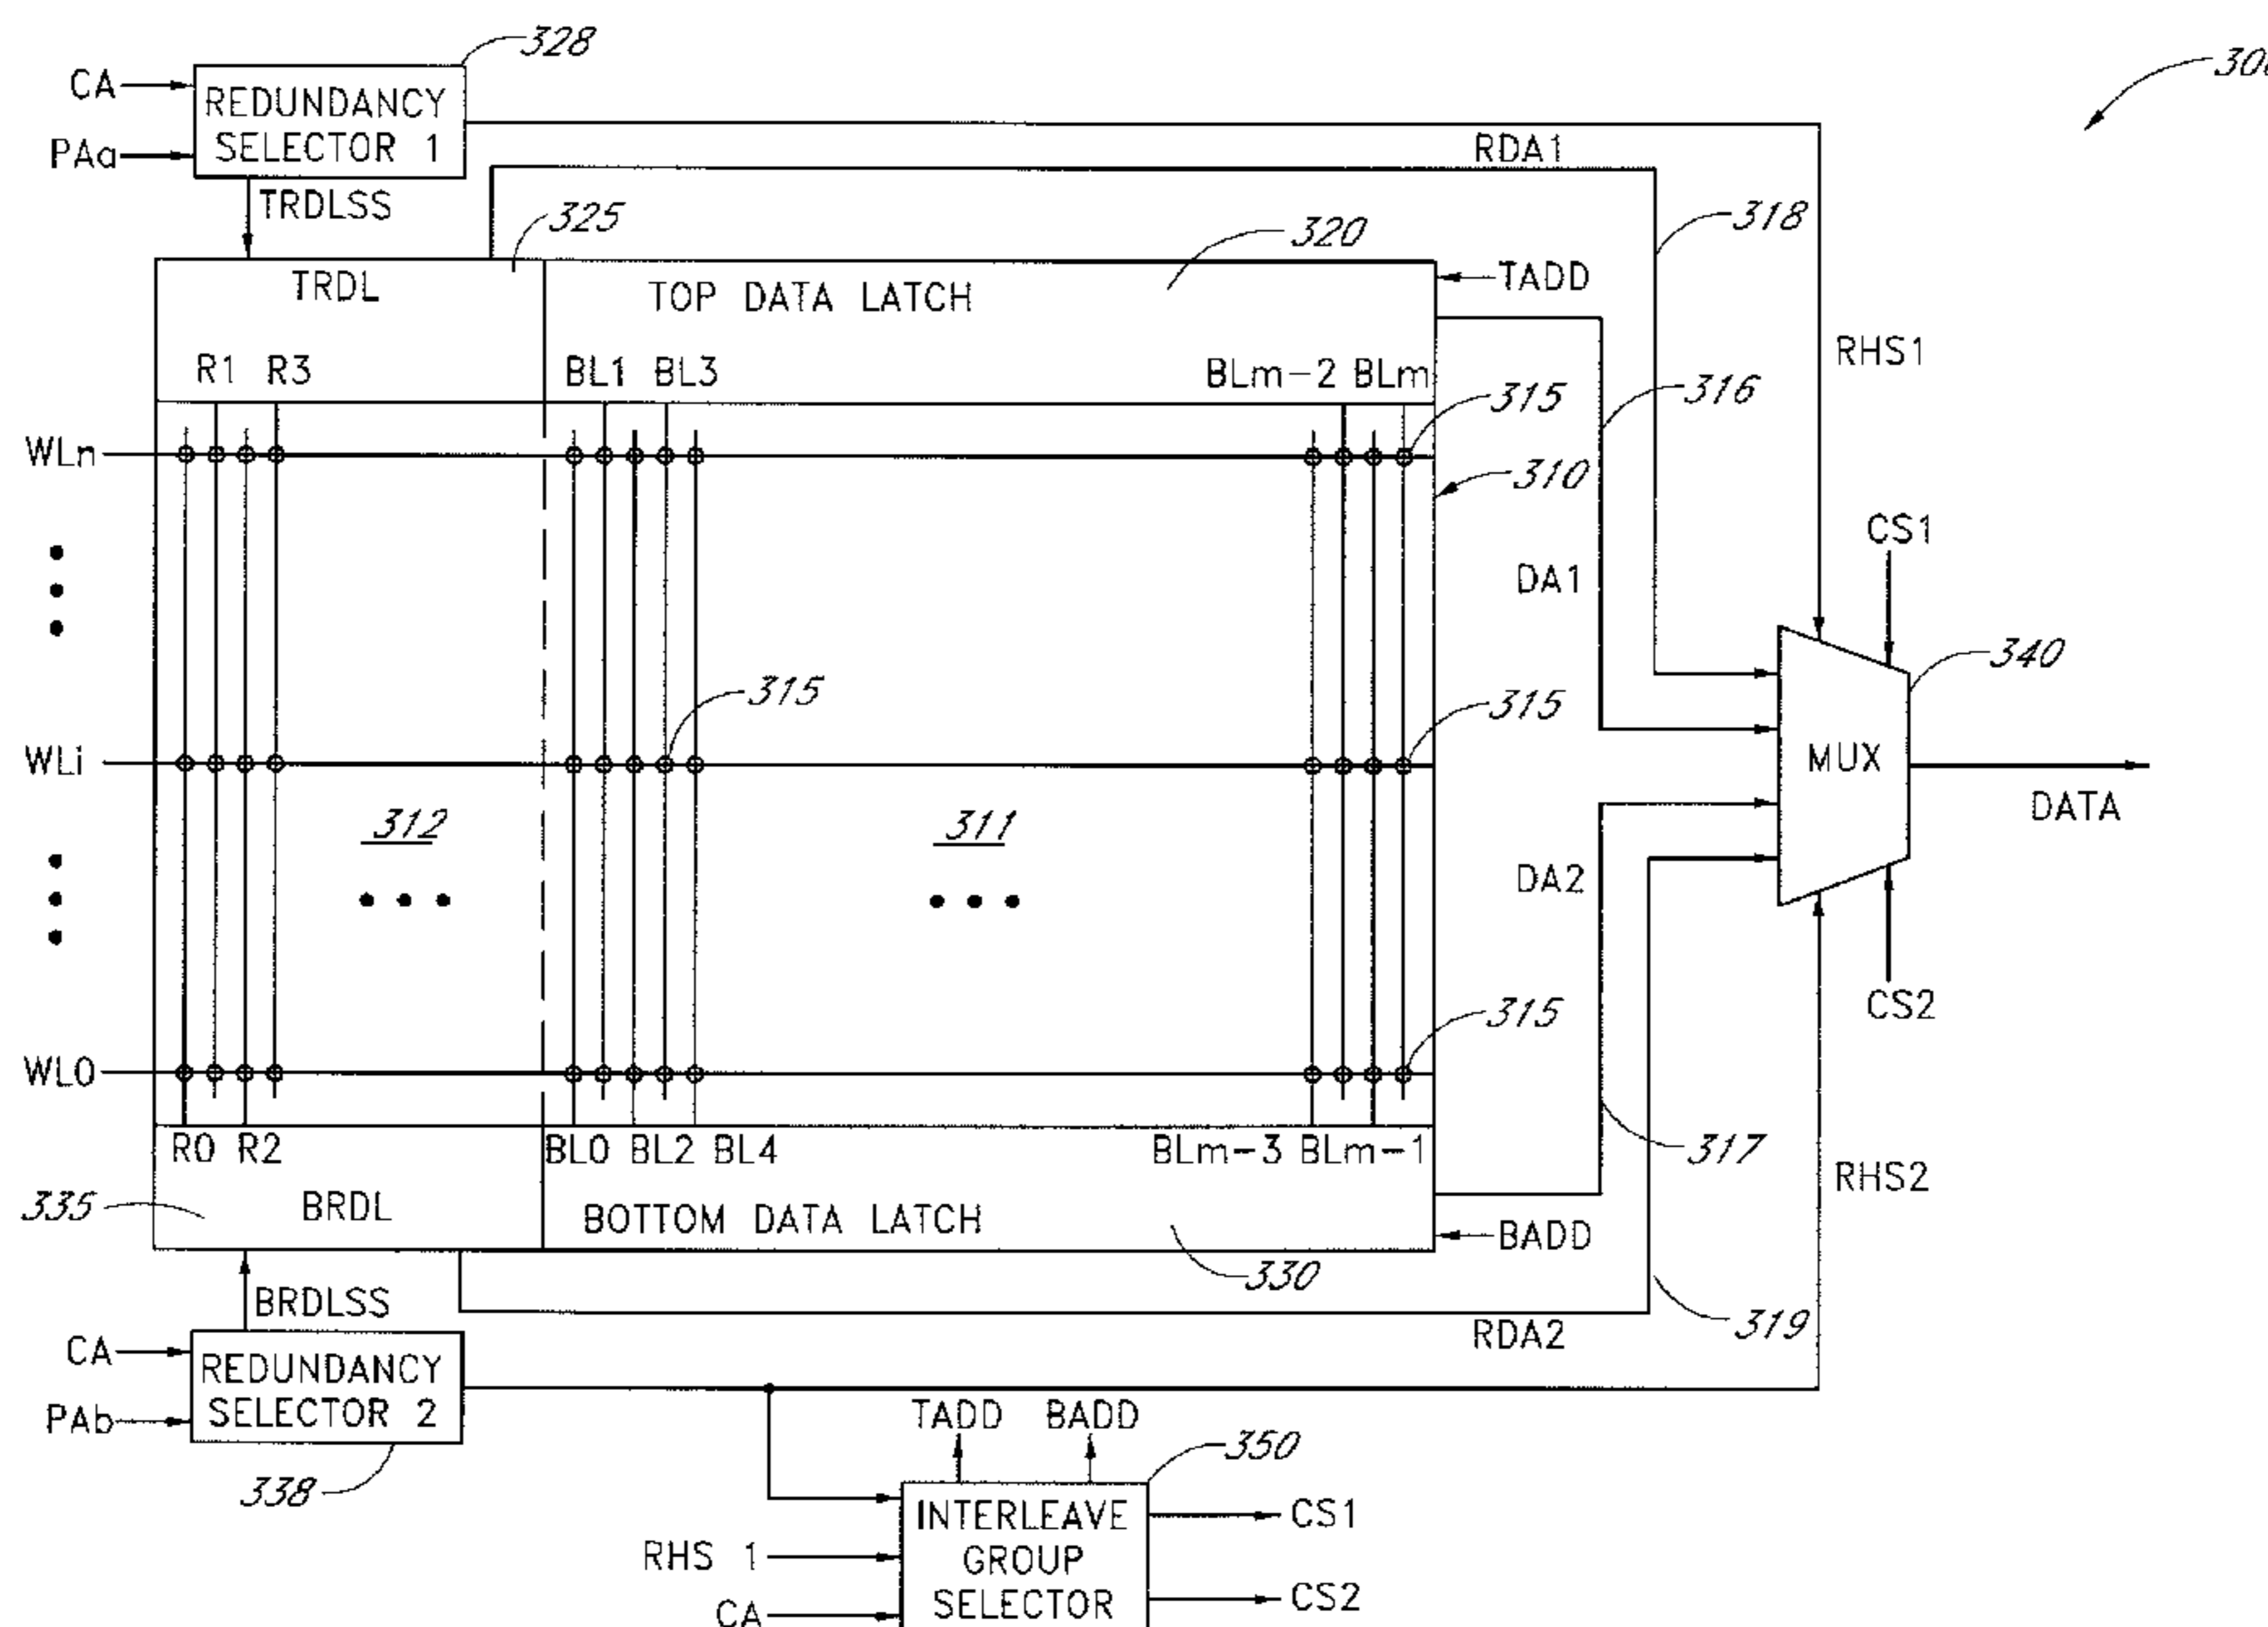 328
300
CA
REDUNDANCY
SELECTOR 1
PAa
RDA1
TRDLSS
325
320
318
TRDL
TOP DATA LATCH
TADD
R1 R3
BL1 BL3
BLm-2 BLm
RHS1
315
316
WLn
310
CS1
DA1
340
315
315
WLi
MUX
DATA
312
311
DA2
CS2
315
WL0
R0 R2
BL0 BL2 BL4
BLm-3 BLm-1
317
RHS2
335
BRDL
BOTTOM DATA LATCH
BADD
330
BRDLSS
RDA2
319
CA
REDUNDANCY
SELECTOR 2
PAb
TADD BADD
350
338
INTERLEAVE
GROUP
SELECTOR
CS1
RHS 1
CS2
CA